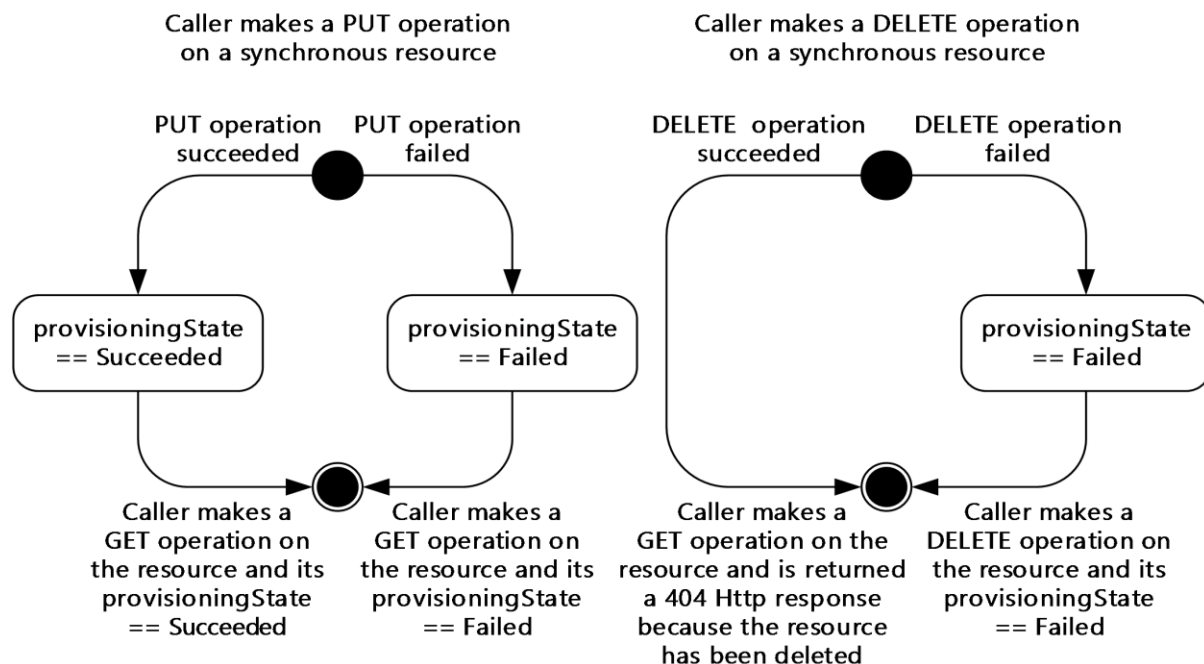 Caller makes a PUT operation
on a synchronous resource
PUT operation
succeeded
PUT operation
failed
provisioningState
== Succeeded
provisioningState
== Failed
Caller makes a
GET operation on
the resource and its
provisioningState
== Succeeded
Caller makes a
GET operation on
the resource and its
provisioningState
== Failed
Caller makes a DELETE operation
on a synchronous resource
DELETE operation
succeeded
DELETE operation
failed
provisioningState
== Failed
Caller makes a
GET operation on the
resource and is returned
a 404 Http response
because the resource
has been deleted
Caller makes a
DELETE operation on
the resource and its
provisioningState
== Failed